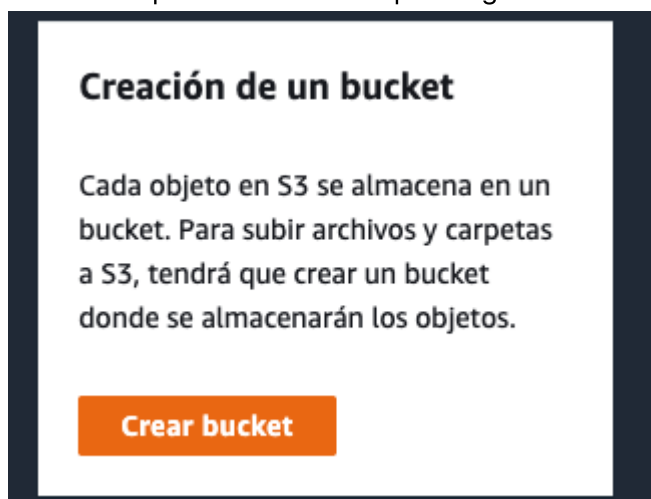 Creación de un bucket
Cada objeto en S3 se almacena en un
bucket. Para subir archivos y carpetas
a S3, tendrá que crear un bucket
donde se almacenarán los objetos.
Crear bucket